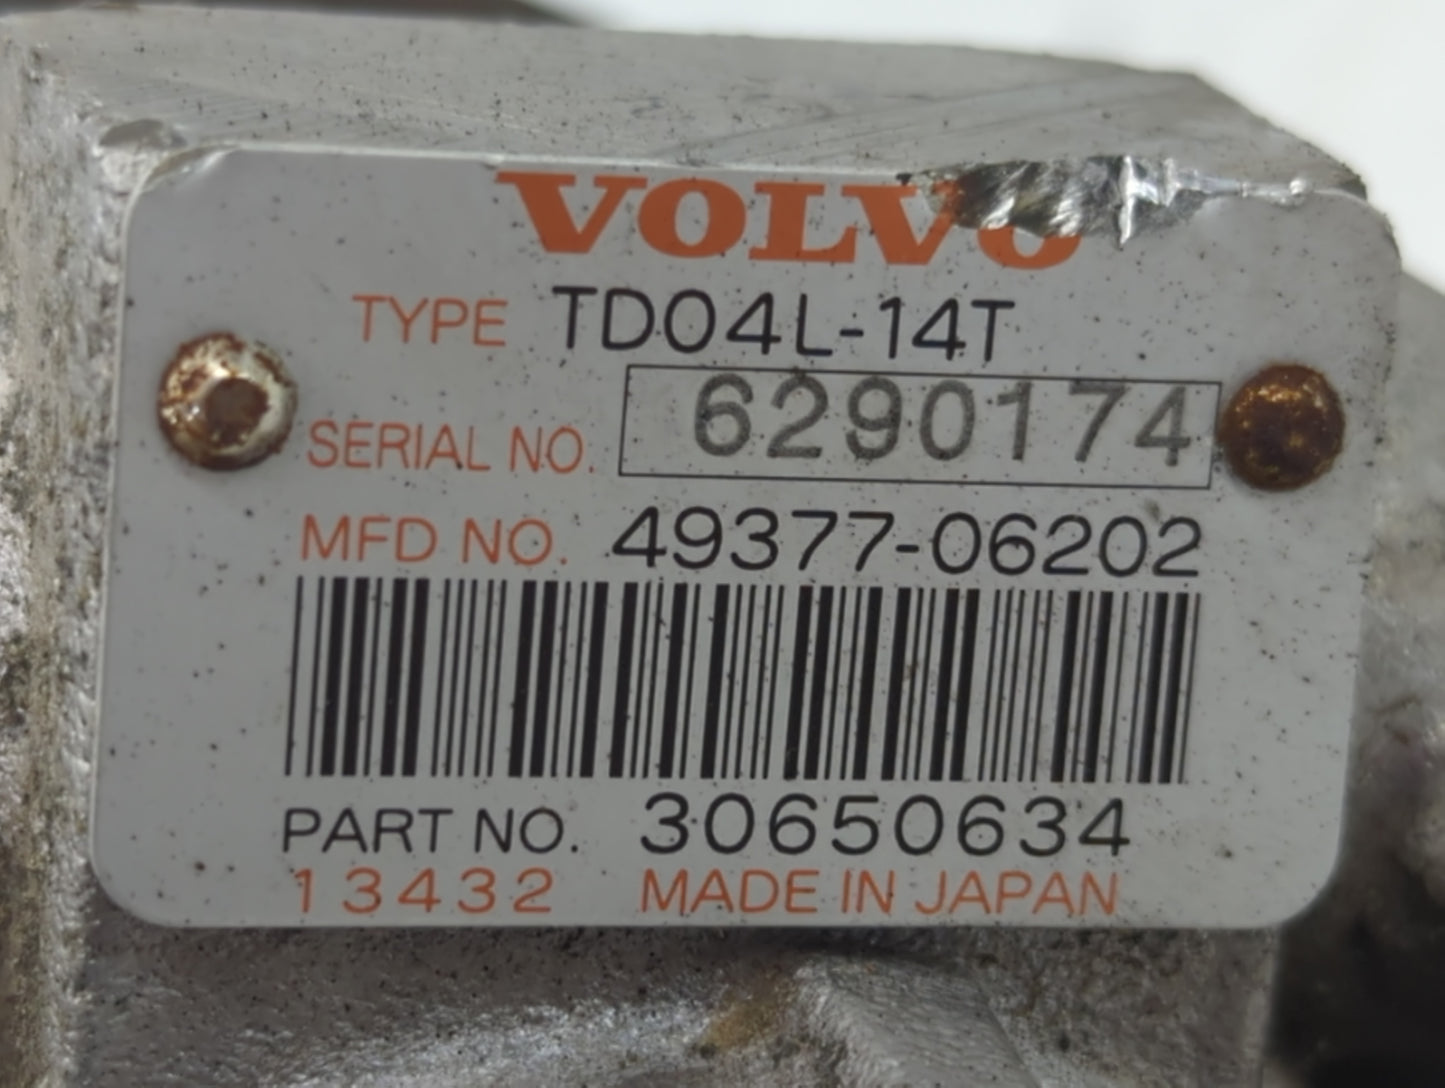 VOLVO
TYPE TD04L-14T
SERIAL NO. 6290174
MFD NO. 49377-06202
PART NO. 30650634
13432 MADE IN JAPAN